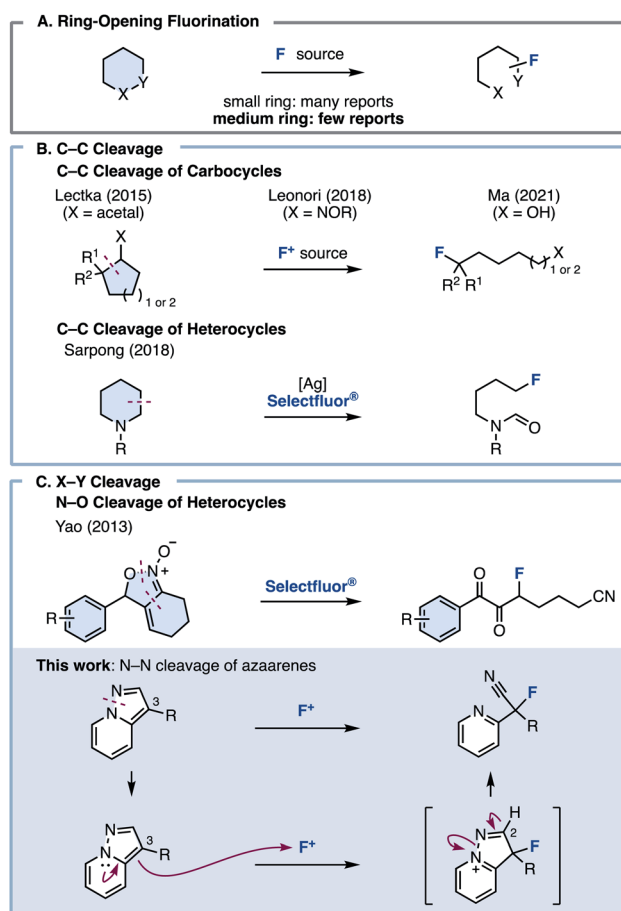 A. Ring-Opening Fluorination
F source
X
Y
F
Y
X
small ring: many reports
medium ring: few reports
B. C–C Cleavage
C–C Cleavage of Carbocycles
Lectka (2015)
(X = acetal)
Leonori (2018)
(X = NOR)
Ma (2021)
(X = OH)
X
R1
R2
( )1 or 2
F+ source
F
R2 R1
X
( )1 or 2
C–C Cleavage of Heterocycles
Sarpong (2018)
N
R
[Ag]
Selectfluor®
F
N
O
R
C. X–Y Cleavage
N–O Cleavage of Heterocycles
Yao (2013)
O−
O N+
R
Selectfluor®
O F
CN
R
O
This work: N–N cleavage of azaarenes
N
N
3
R
F+
N
F
N
R
N
N
3
R
F+
H
N
2
F
N
+
R